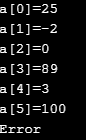 a[0]=25
a[1]=-2
a[2]=0
a[3]=89
a[4]=3
a[5]=100
Error